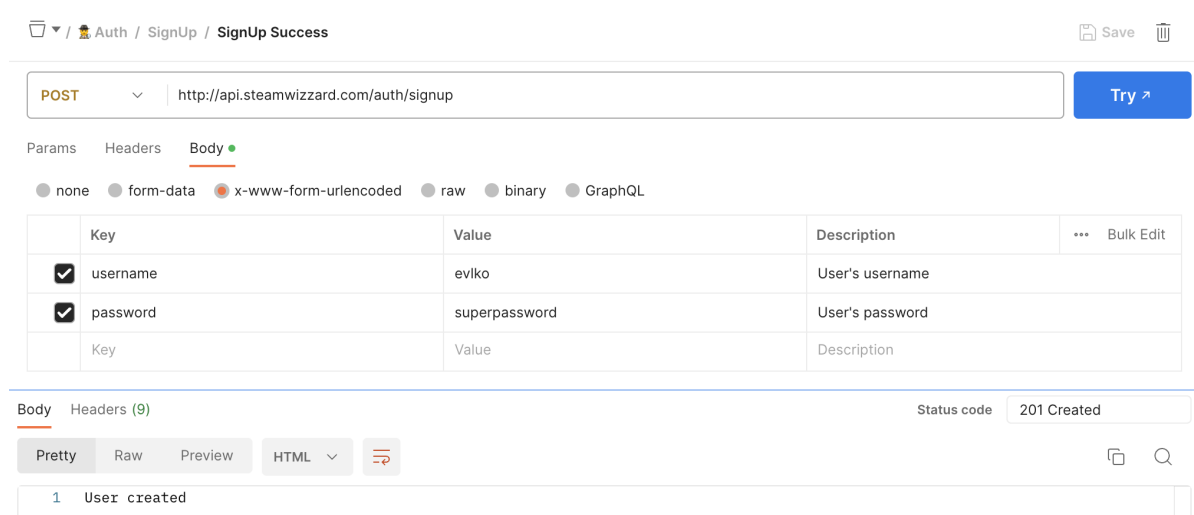 / Auth / SignUp / SignUp Success
Save
POST
http://api.steamwizzard.com/auth/signup
Try ↗
Params Headers Body
none form-data x-www-form-urlencoded raw binary GraphQL
Key Value Description ••• Bulk Edit
username evlko User's username
password superpassword User's password
Key Value Description
Body Headers (9) Status code 201 Created
Pretty Raw Preview HTML
1 User created